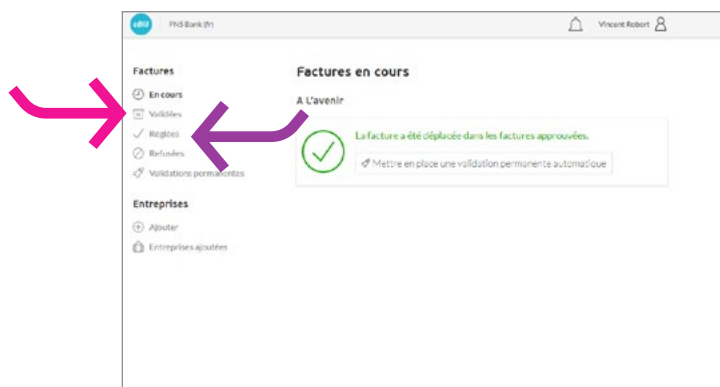 eBill
PNS Bank (fr)
Vincent Robert
Factures
En cours
Validées
Réglées
Refusées
Validations permanentes
Entreprises
Ajouter
Entreprises ajoutées
Factures en cours
A L'avenir
La facture a été déplacée dans les factures approuvées.
Mettre en place une validation permanente automatique